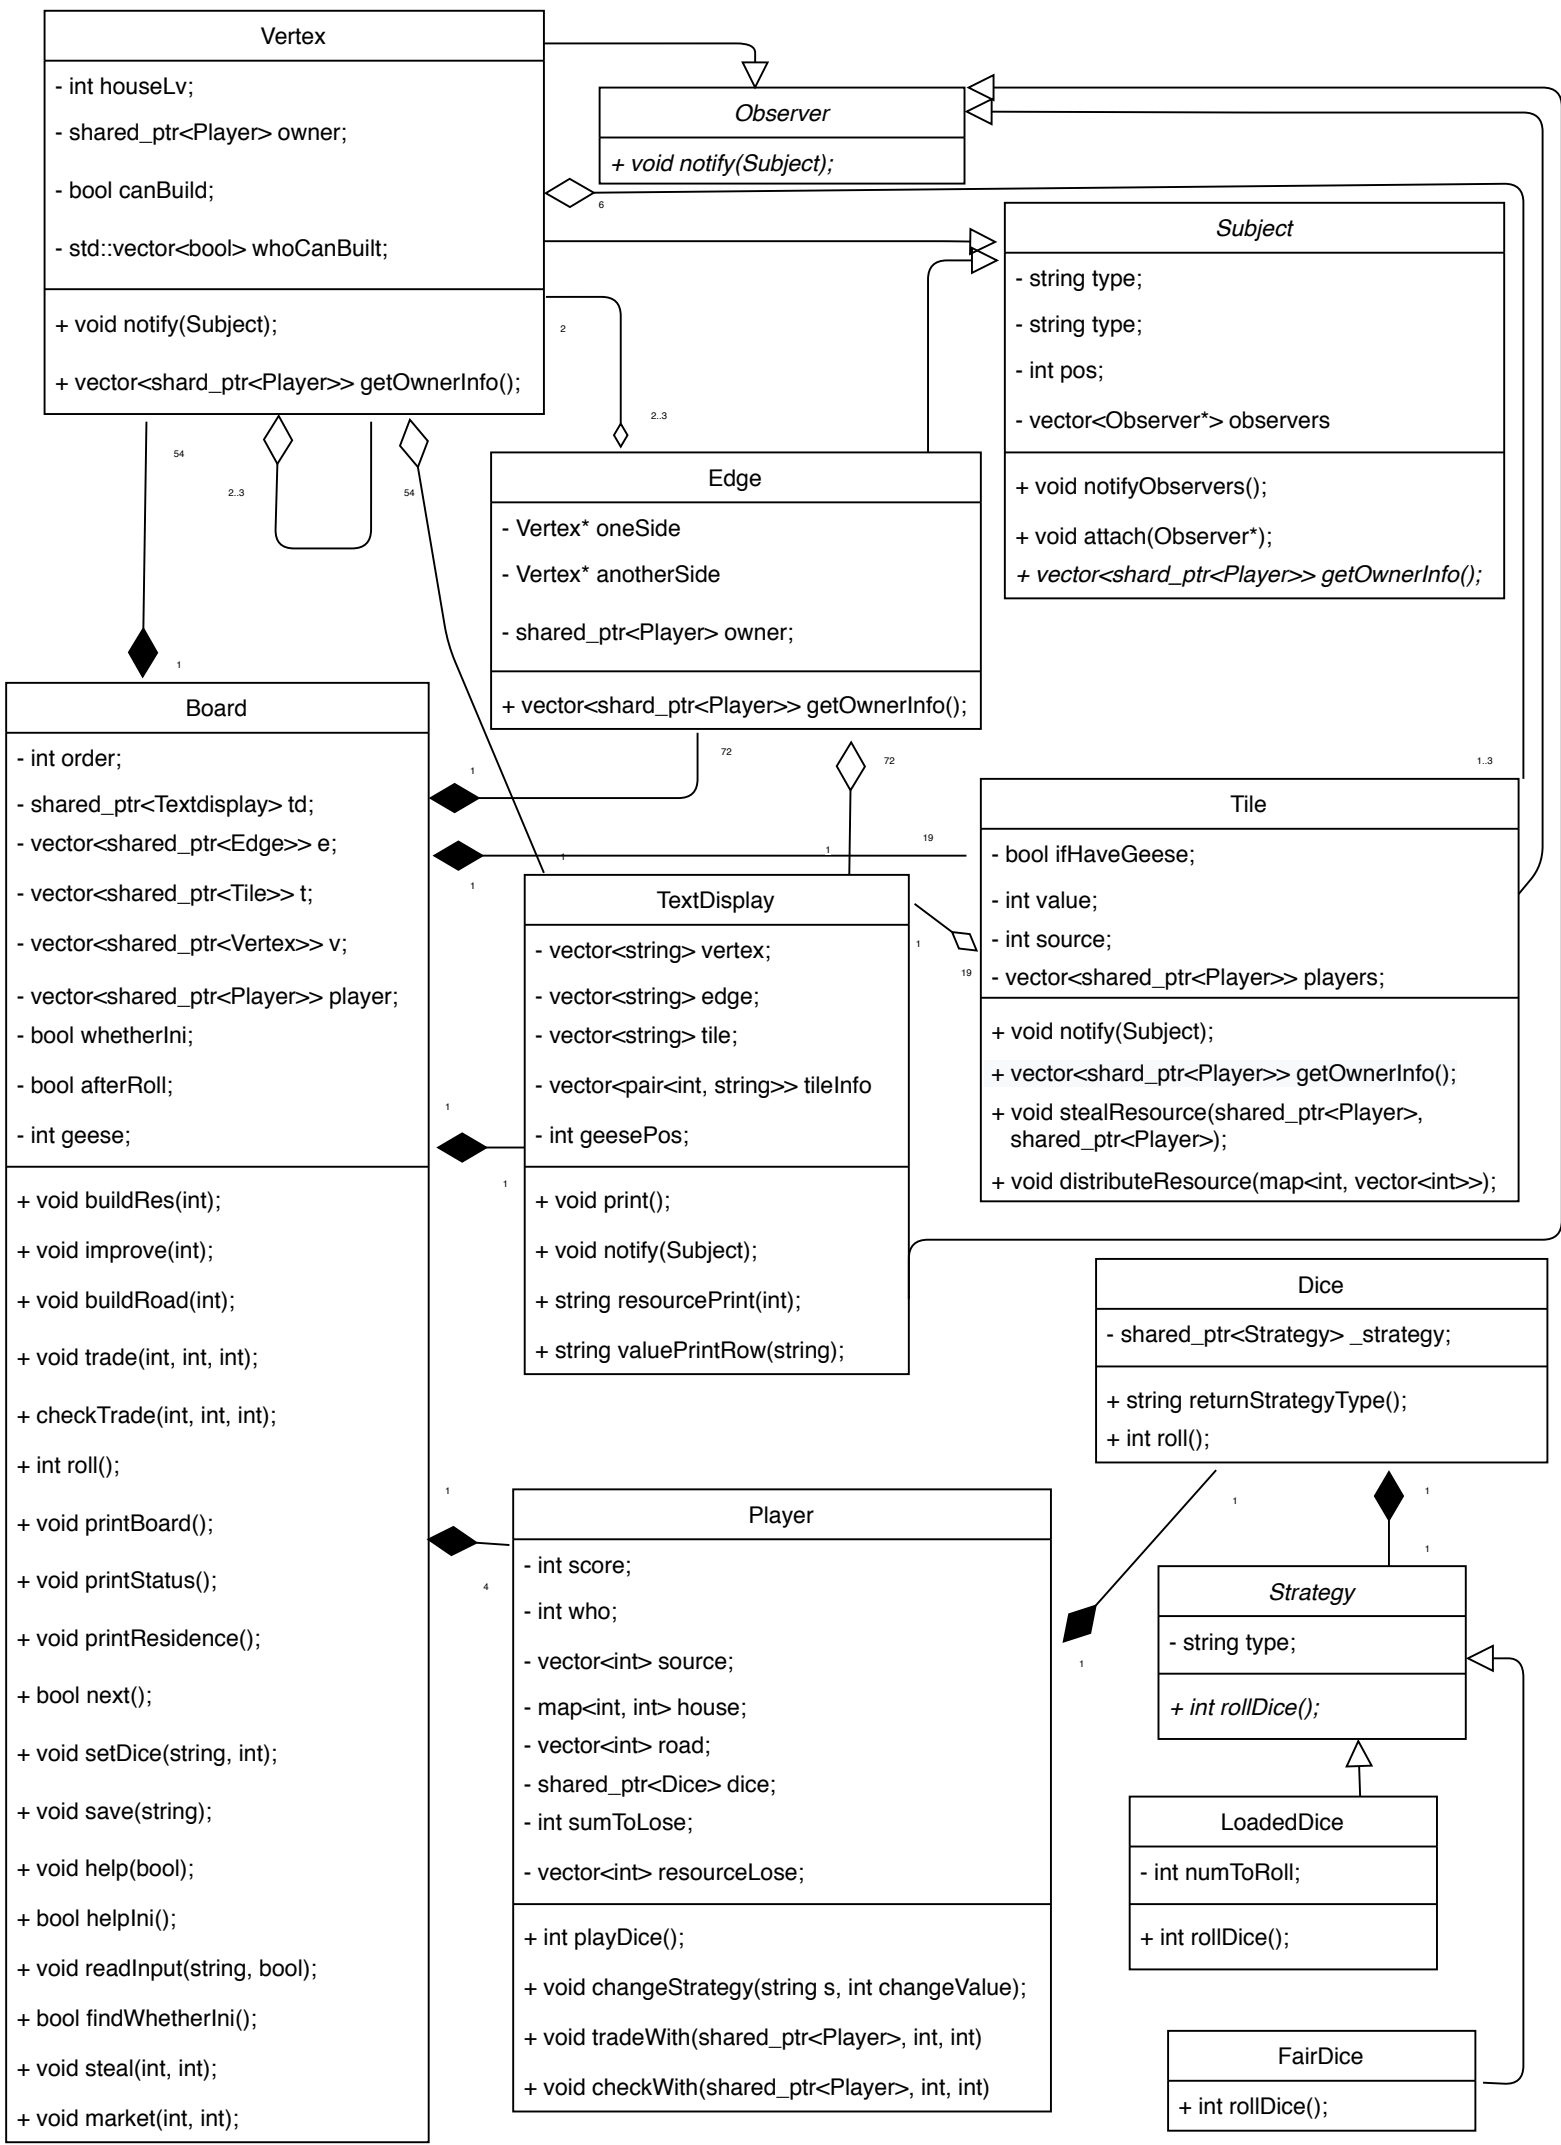 Vertex
- int houseLv;
- shared_ptr<Player> owner;
- bool canBuild;
- std::vector<bool> whoCanBuilt;
+ void notify(Subject);
+ vector<shard_ptr<Player>> getOwnerInfo();
Observer
+ void notify(Subject);
6
Subject
- string type;
- string type;
- int pos;
- vector<Observer*> observers
+ void notifyObservers();
+ void attach(Observer*);
+ vector<shard_ptr<Player>> getOwnerInfo();
2
2..3
54
2..3
54
1
Edge
- Vertex* oneSide
- Vertex* anotherSide
- shared_ptr<Player> owner;
+ vector<shard_ptr<Player>> getOwnerInfo();
72
72
1
1..3
19
1
1
1
Board
- int order;
- shared_ptr<Textdisplay> td;
- vector<shared_ptr<Edge>> e;
- vector<shared_ptr<Tile>> t;
- vector<shared_ptr<Vertex>> v;
- vector<shared_ptr<Player>> player;
- bool whetherIni;
- bool afterRoll;
- int geese;
+ void buildRes(int);
+ void improve(int);
+ void buildRoad(int);
+ void trade(int, int, int);
+ checkTrade(int, int, int);
+ int roll();
+ void printBoard();
+ void printStatus();
+ void printResidence();
+ bool next();
+ void setDice(string, int);
+ void save(string);
+ void help(bool);
+ bool helpIni();
+ void readInput(string, bool);
+ bool findWhetherIni();
+ void steal(int, int);
+ void market(int, int);
TextDisplay
- vector<string> vertex;
- vector<string> edge;
- vector<string> tile;
- vector<pair<int, string>> tileInfo
- int geesePos;
+ void print();
+ void notify(Subject);
+ string resourcePrint(int);
+ string valuePrintRow(string);
1
19
1
1
Tile
- bool ifHaveGeese;
- int value;
- int source;
- vector<shared_ptr<Player>> players;
+ void notify(Subject);
+ vector<shard_ptr<Player>> getOwnerInfo();
+ void stealResource(shared_ptr<Player>,
shared_ptr<Player>);
+ void distributeResource(map<int, vector<int>>);
Dice
- shared_ptr<Strategy> _strategy;
+ string returnStrategyType();
+ int roll();
1
4
1
1
1
1
Player
- int score;
- int who;
- vector<int> source;
- map<int, int> house;
- vector<int> road;
- shared_ptr<Dice> dice;
- int sumToLose;
- vector<int> resourceLose;
+ int playDice();
+ void changeStrategy(string s, int changeValue);
+ void tradeWith(shared_ptr<Player>, int, int)
+ void checkWith(shared_ptr<Player>, int, int)
Strategy
- string type;
+ int rollDice();
LoadedDice
- int numToRoll;
+ int rollDice();
FairDice
+ int rollDice();